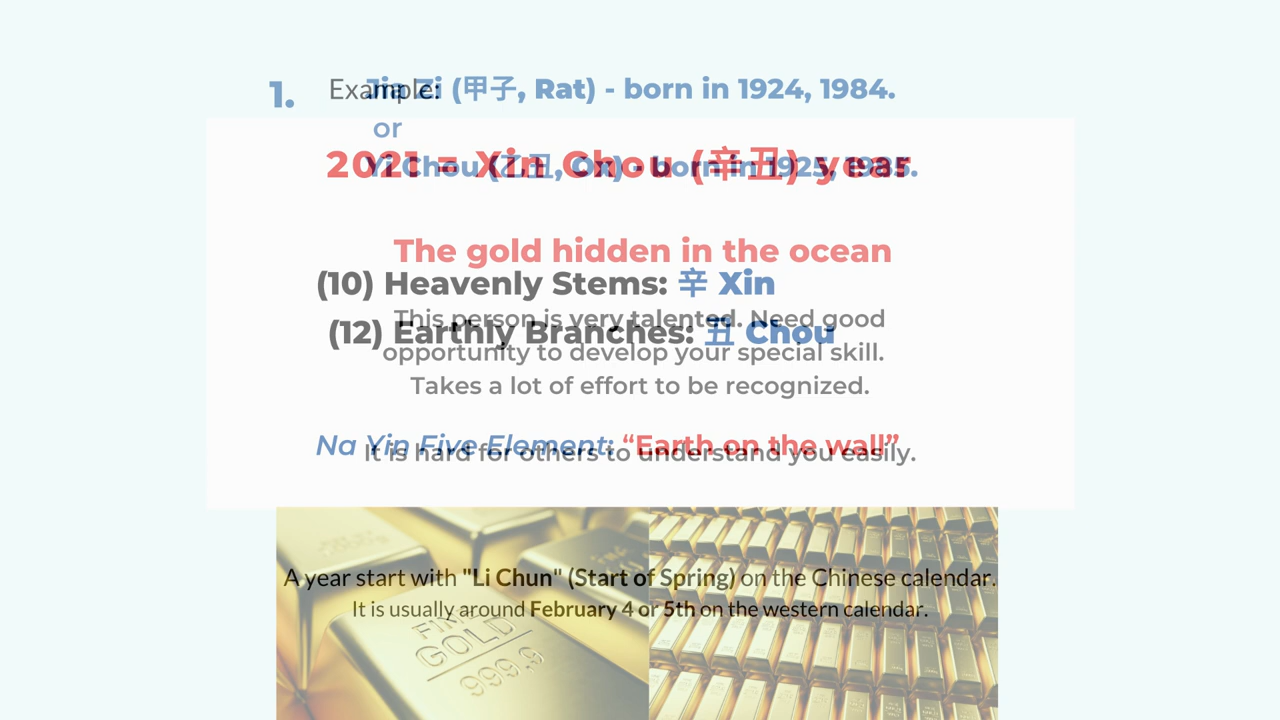 Example:
1. Jia Zi (甲子, Rat) - born in 1924, 1984.
or
2021 = Xin Chou (辛丑) year
Yi Chou (乙丑, Ox) - born in 1925, 1985.
The gold hidden in the ocean
(10) Heavenly Stems: 辛 Xin
This person is very talented. Need good
(12) Earthly Branches: 丑 Chou
opportunity to develop your special skill.
Takes a lot of effort to be recognized.
Na Yin Five Element: “Earth on the wall”
It is hard for others to understand you easily.
A year start with "Li Chun" (Start of Spring) on the Chinese calendar.
It is usually around February 4 or 5th on the western calendar.
FINE
GOLD
999,9